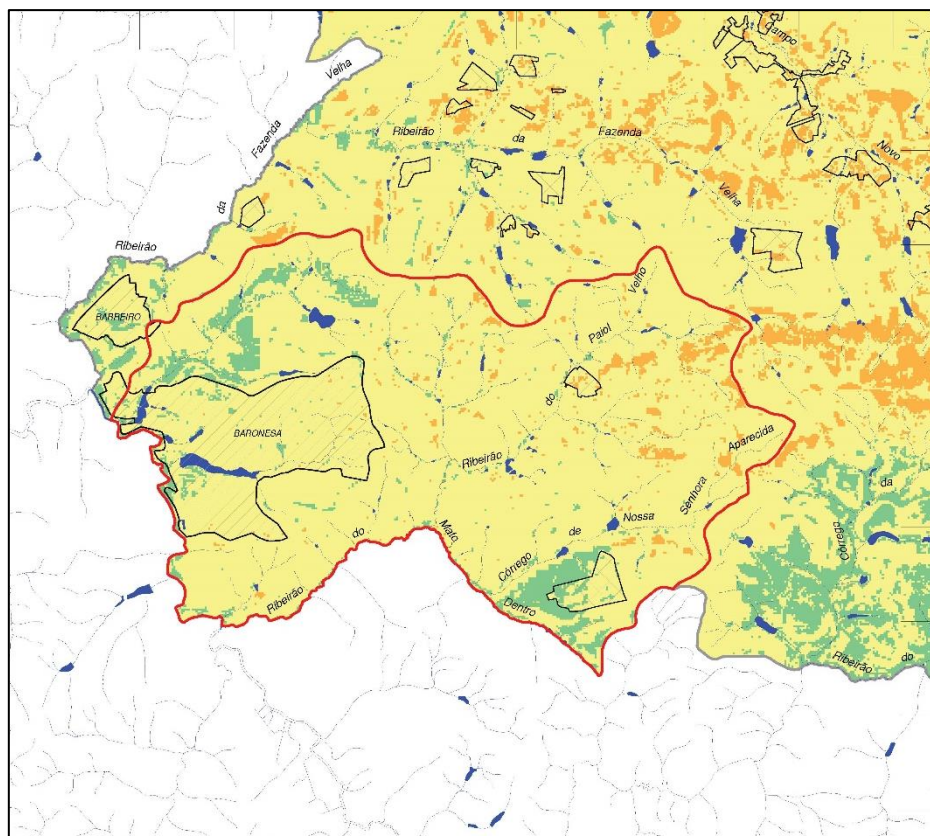 Campo
Velha
Fazenda
da
Ribeirão
Ribeirão
da
Fazenda
Velha
Novo
BARREIRO
BARONESA
Velho
Paiol
do
Ribeirão
Aparecida
Senhora
Nossa
de
Córrego
Ribeirão
do
Mato
Dentro
da
Córrego
Ribeirão
do